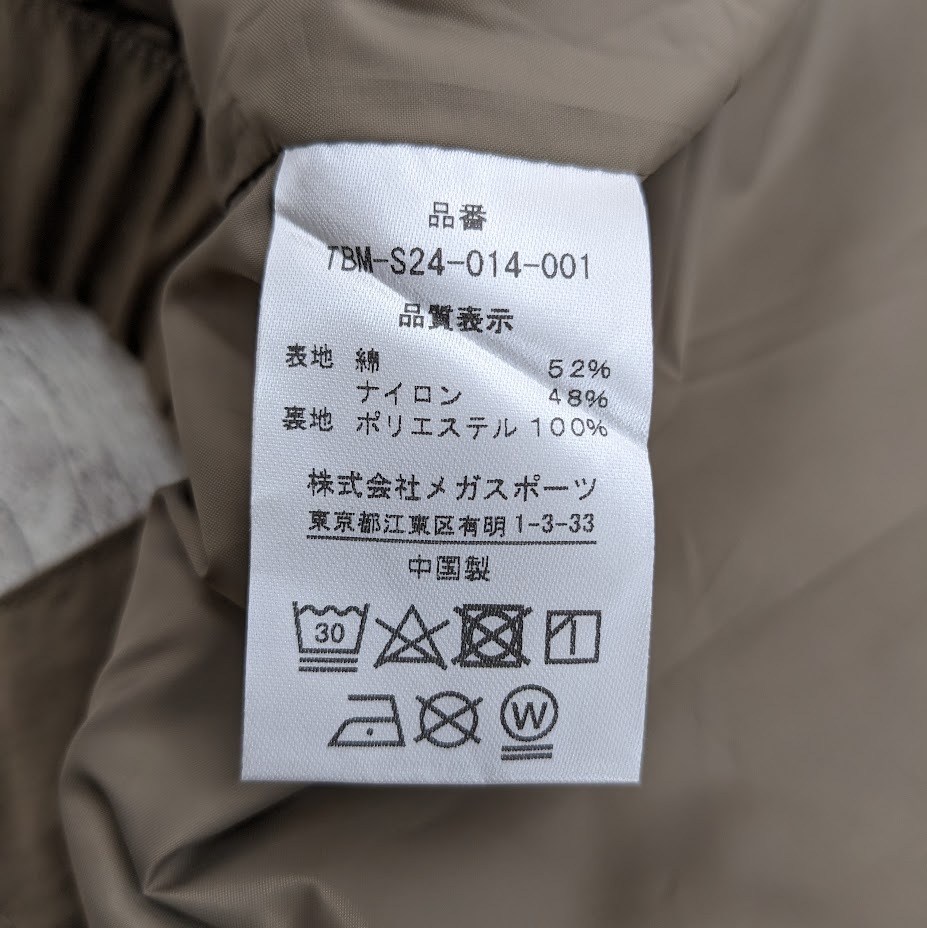 品番
TBM-S24-014-001
品質表示
表地 綿 52%
ナイロン 48%
裏地 ポリエステル 100%
株式会社メガスポーツ
東京都江東区有明1-3-33
中国製
30
W